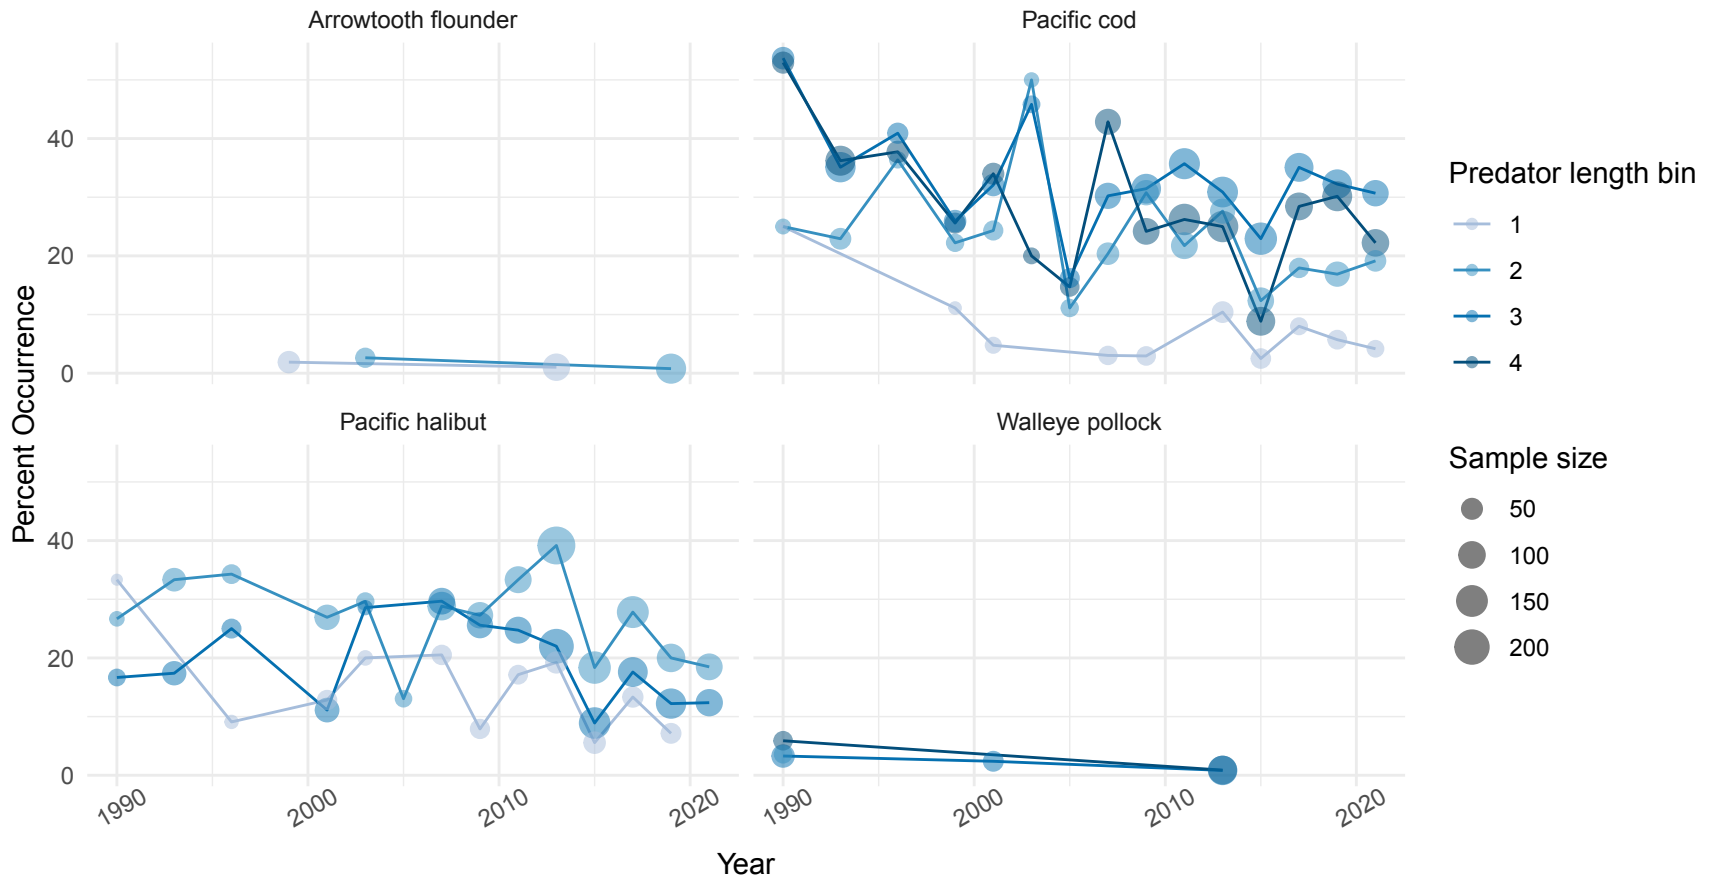 Arrowtooth flounder
Pacific cod
40
20
0
Percent Occurrence
Pacific halibut
Walleye pollock
40
20
0
1990
2000
2010
2020
1990
2000
2010
2020
Year
Predator length bin
1
2
3
4
Sample size
50
100
150
200